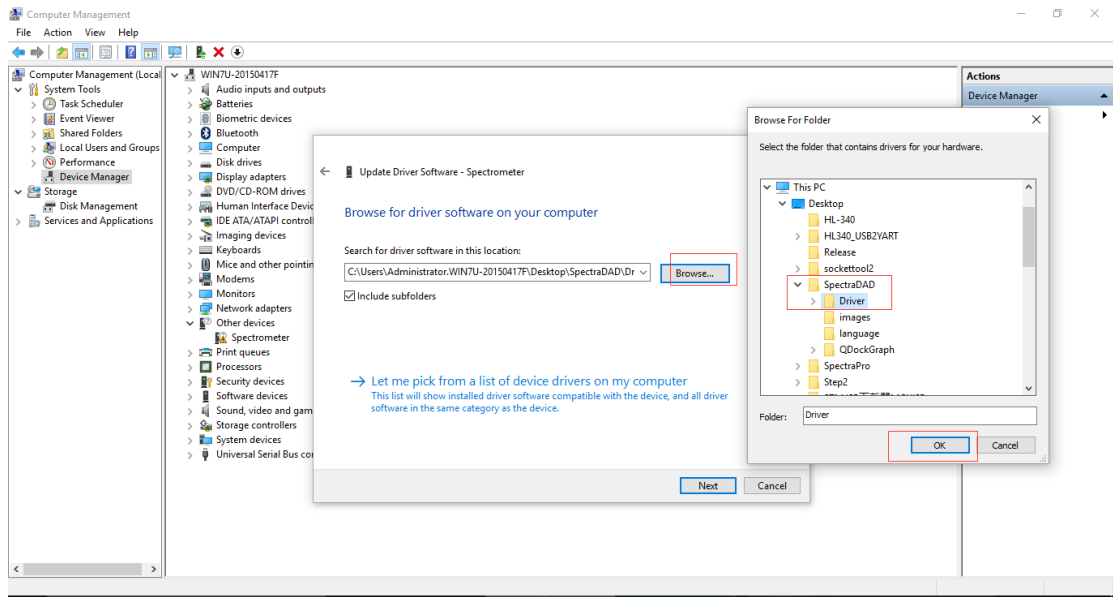 Computer Management
File Action View Help
Computer Management (Local
System Tools
Task Scheduler
Event Viewer
Shared Folders
Local Users and Groups
Performance
Device Manager
Storage
Disk Management
Services and Applications
WIN7U-20150417F
Audio inputs and outputs
Batteries
Biometric devices
Bluetooth
Computer
Disk drives
Display adapters
DVD/CD-ROM drives
Human Interface Devic
IDE ATA/ATAPI controll
Imaging devices
Keyboards
Mice and other pointin
Modems
Monitors
Network adapters
Other devices
Spectrometer
Print queues
Processors
Security devices
Software devices
Sound, video and gam
Storage controllers
System devices
Universal Serial Bus cor
Update Driver Software - Spectrometer
Browse for driver software on your computer
Search for driver software in this location:
C:\Users\Administrator.WIN7U-20150417F\Desktop\SpectraDAD\Dr
Browse...
Include subfolders
Let me pick from a list of device drivers on my computer
This list will show installed driver software compatible with the device, and all driver
software in the same category as the device.
Next Cancel
Actions
Device Manager
Browse For Folder
Select the folder that contains drivers for your hardware.
This PC
Desktop
HL-340
HL340_USB2YART
Release
sockettool2
SpectraDAD
Driver
images
language
QDockGraph
SpectraPro
Step2
Folder: Driver
OK Cancel